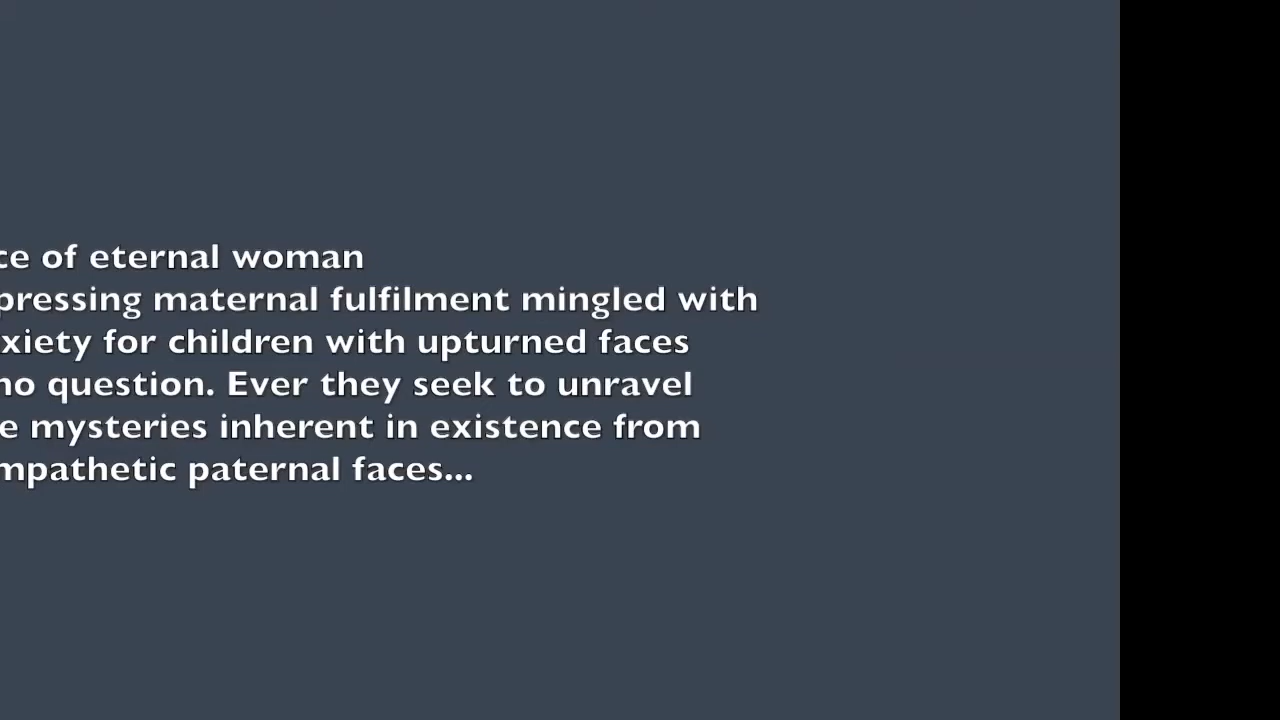 ce of eternal woman
pressing maternal fulfilment mingled with
xiety for children with upturned faces
ho question. Ever they seek to unravel
e mysteries inherent in existence from
mpathetic paternal faces...